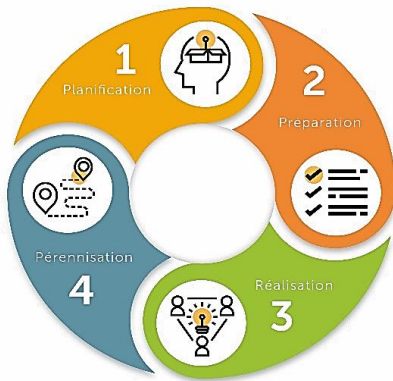 1
Planification
2
Préparation
3
Réalisation
4
Pérennisation